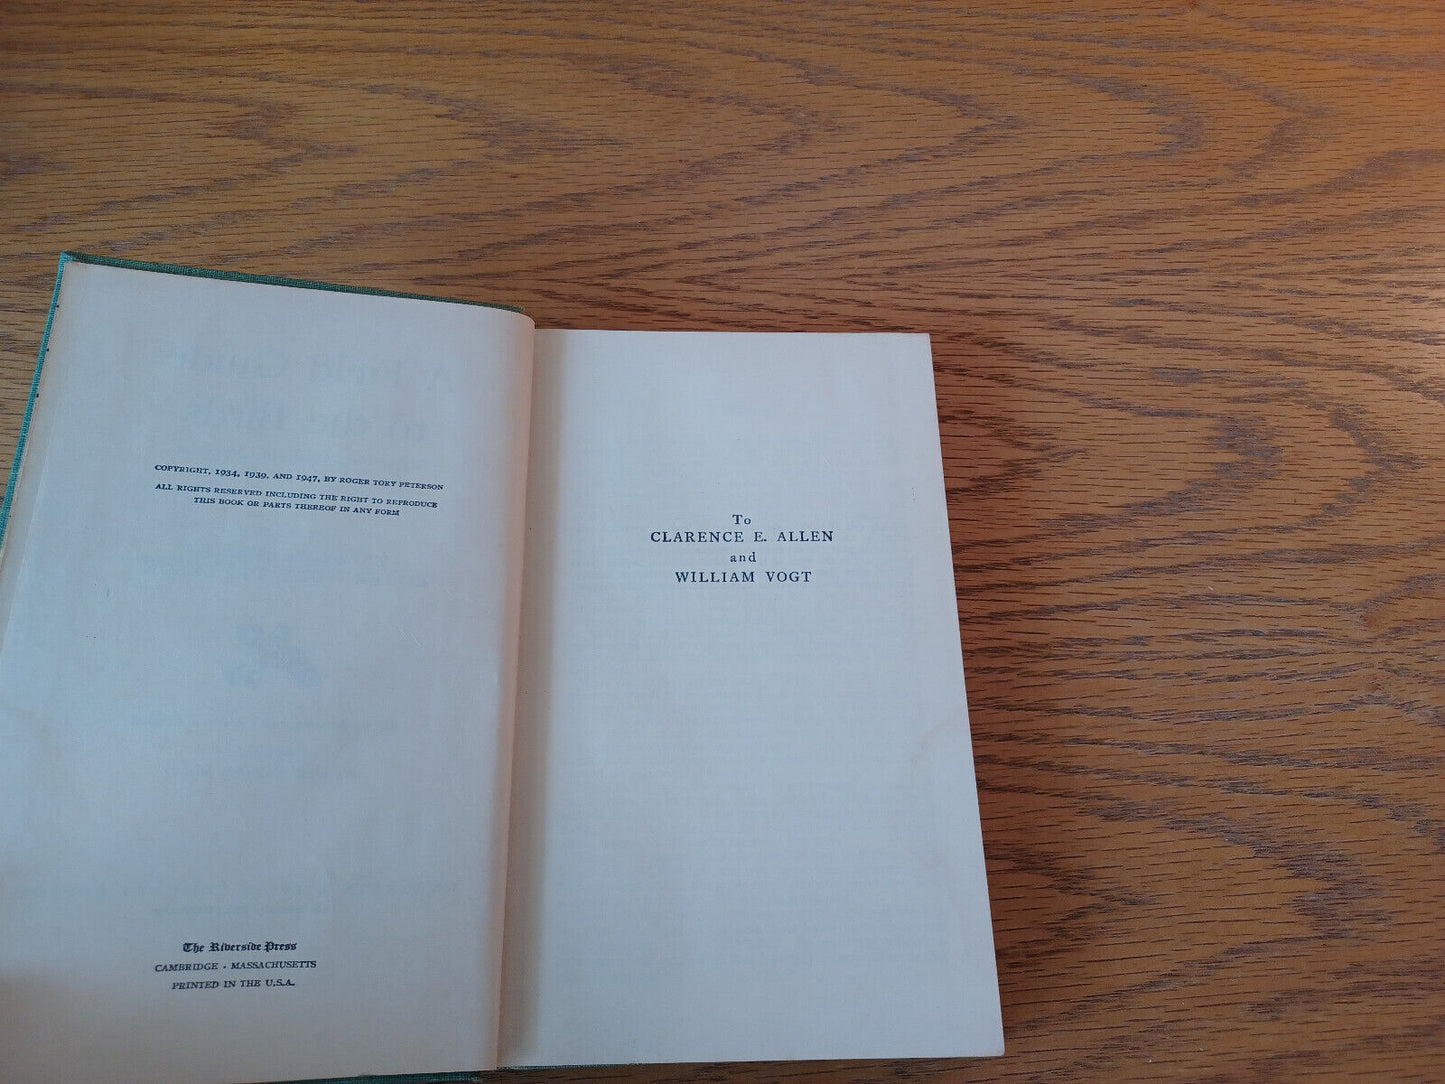 COPYRIGHT, 1934, 1939, AND 1947, BY ROGER TORY PETERSON
ALL RIGHTS RESERVED INCLUDING THE RIGHT TO REPRODUCE
THIS BOOK OR PARTS THEREOF IN ANY FORM
The Riverside Press
CAMBRIDGE · MASSACHUSETTS
PRINTED IN THE U.S.A.
To
CLARENCE E. ALLEN
and
WILLIAM VOGT